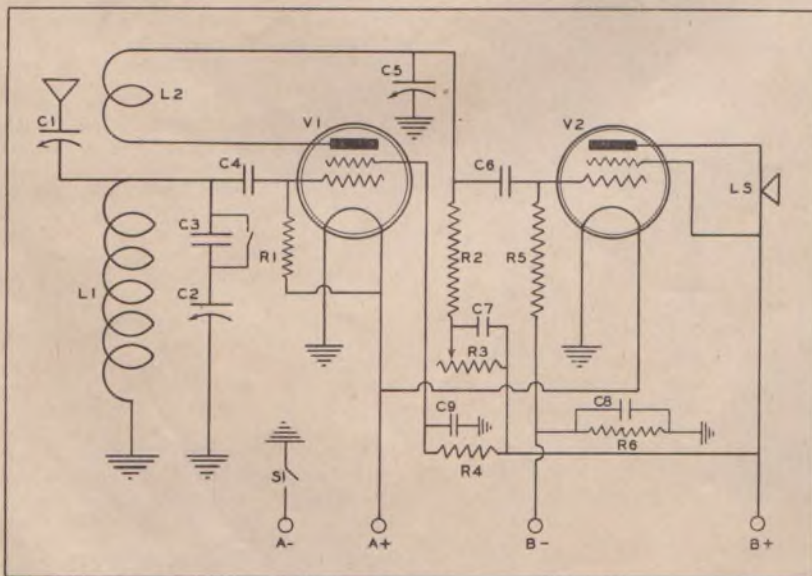 C5
L2
C1
V1
V2
C4
C6
LS
C3
R1
R2
R5
L1
C2
C7
R3
C9
C8
R4
R6
S1
A-
A+
B-
B+